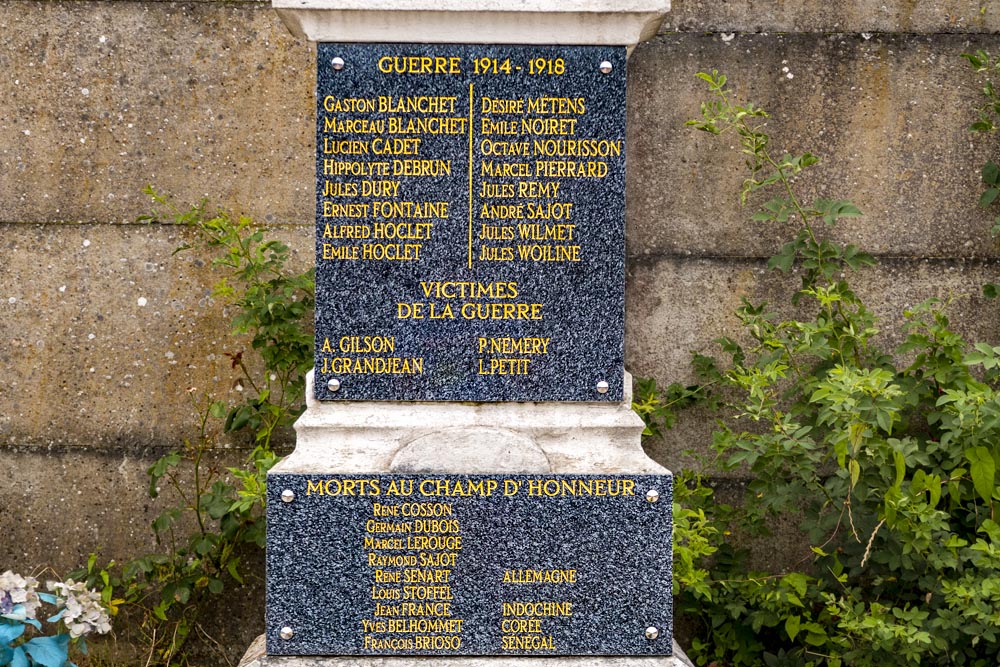 GUERRE 1914 - 1918
GASTON BLANCHET
MARCEAU BLANCHET
LUCIEN CADET
HIPPOLYTE DEBRUN
JULES DURY
ERNEST FONTAINE
ALFRED HOCLET
EMILE HOCLET
DÉSIRÉ METENS
EMILE NOIRET
OCTAVE NOURISSON
MARCEL PIERRARD
JULES REMY
ANDRÉ SAJOT
JULES WILMET
JULES WOILINE
VICTIMES
DE LA GUERRE
A. GILSON
J. GRANDJEAN
P. NEMÉRY
L. PETIT
MORTS AU CHAMP D'HONNEUR
RENÉ COSSON
GERMAIN DUBOIS
MARCEL LEROUGE
RAYMOND SAJOT
RENÉ SENART ALLEMAGNE
LOUIS STOFFEL
JEAN FRANCE INDOCHINE
YVES BELHOMMET CORÉE
FRANÇOIS BRIOSO SÉNÉGAL